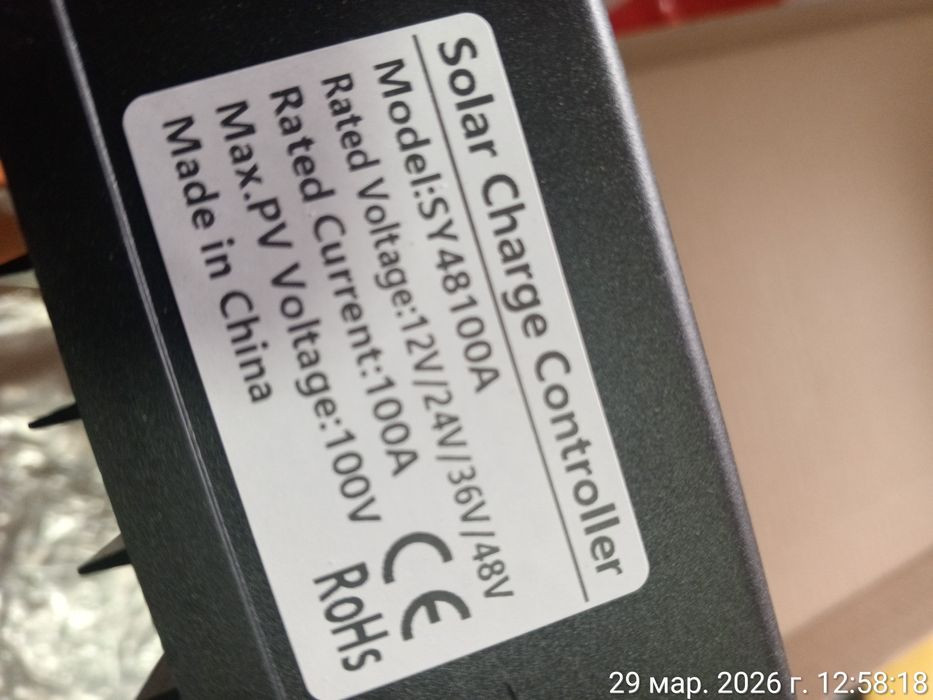 Solar Charge Controller
Model:SY48100A
Rated Voltage:12V/24V/36V/48V
Rated Current:100A
Max.PV Voltage:100V
Made in China
CE
RoHs
29 мар. 2026 г. 12:58:18